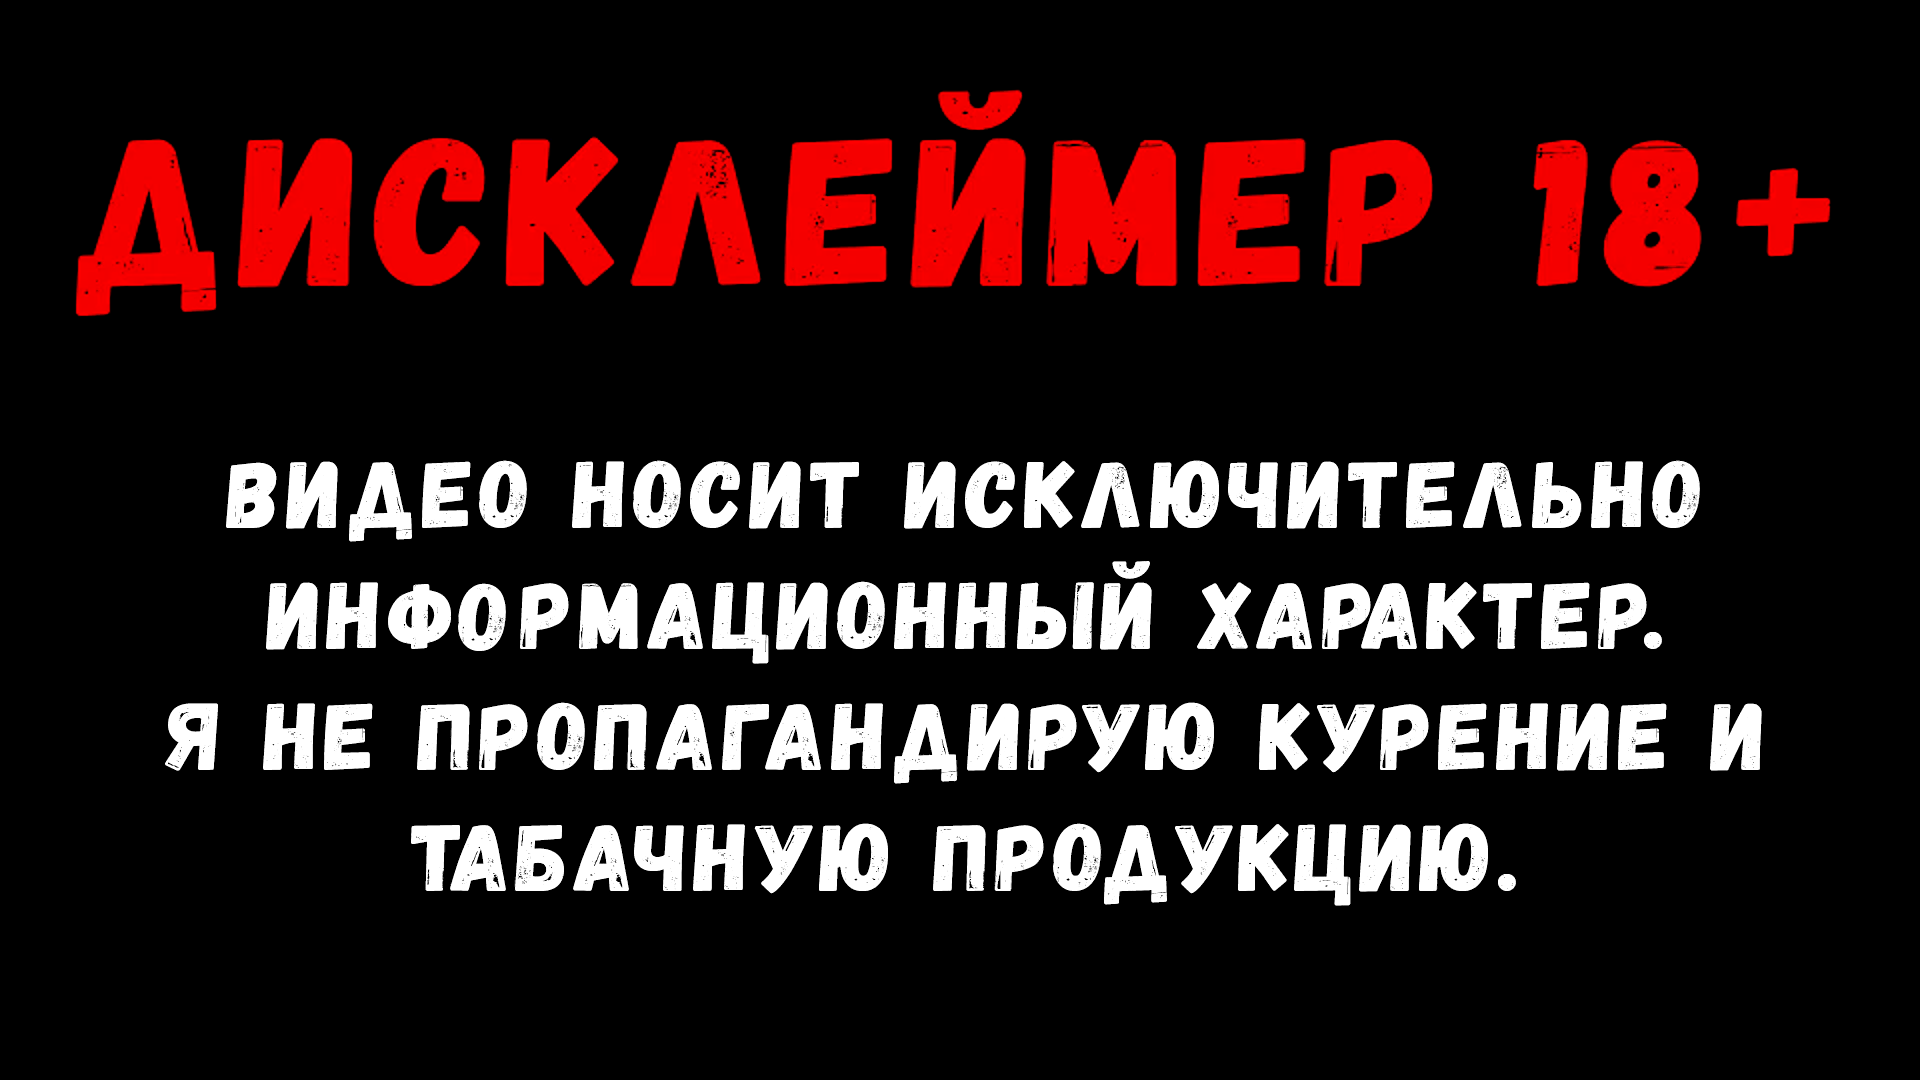 ДИСКЛЕЙМЕР 18+
ВИДЕО НОСИТ ИСКЛЮЧИТЕЛЬНО
ИНФОРМАЦИОННЫЙ ХАРАКТЕР.
Я НЕ ПРОПАГАНДИРУЮ КУРЕНИЕ И
ТАБАЧНУЮ ПРОДУКЦИЮ.